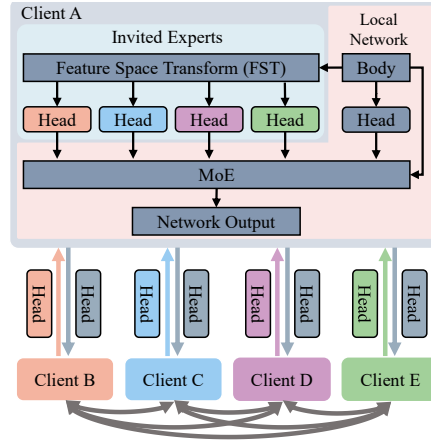 Client A
Local
Network
Invited Experts
Feature Space Transform (FST)
Body
Head
Head
Head
Head
Head
MoE
Network Output
Head
Head
Head
Head
Head
Head
Head
Head
Client B
Client C
Client D
Client E